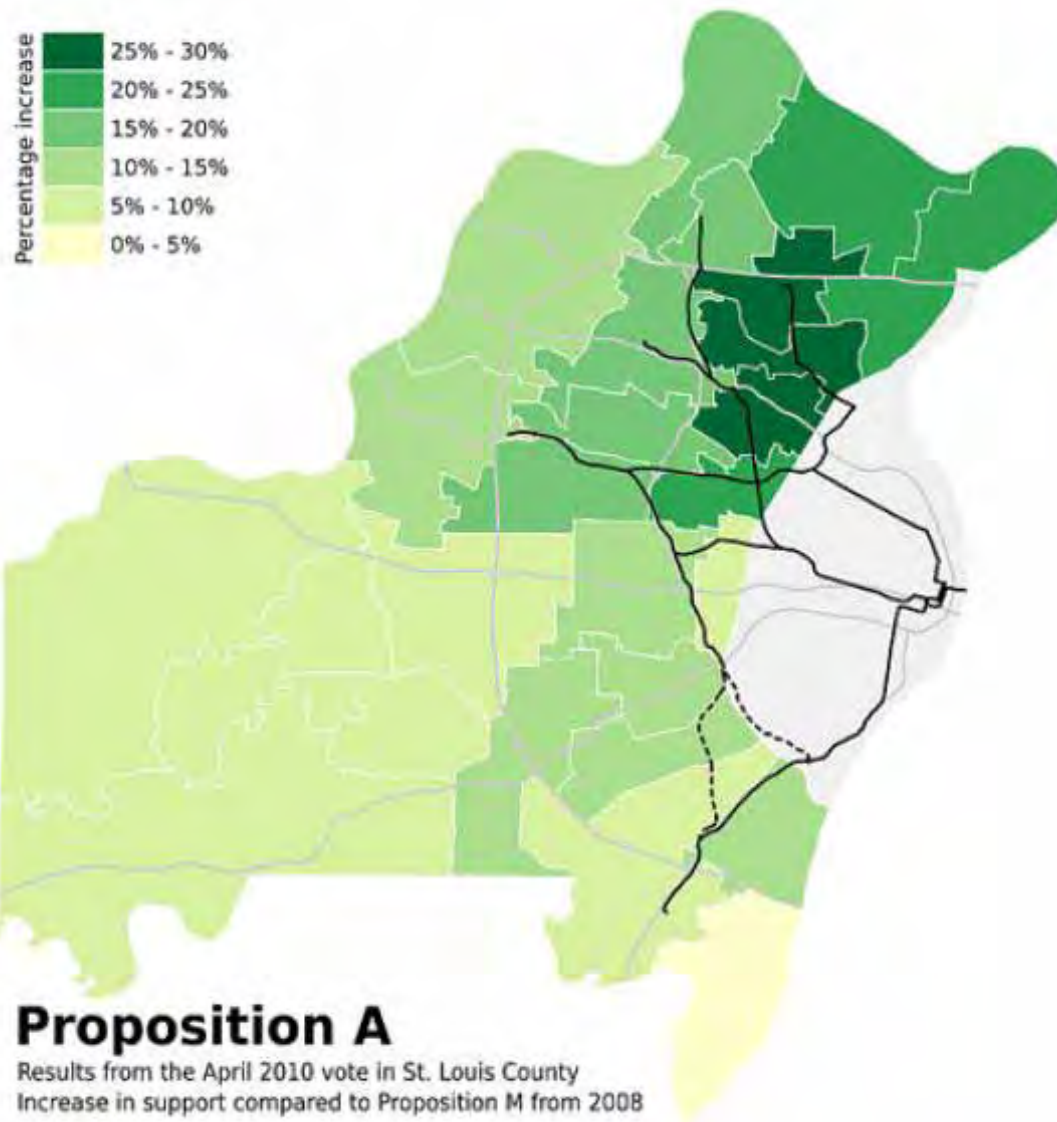 Percentage increase
25% - 30%
20% - 25%
15% - 20%
10% - 15%
5% - 10%
0% - 5%
Proposition A
Results from the April 2010 vote in St. Louis County
Increase in support compared to Proposition M from 2008